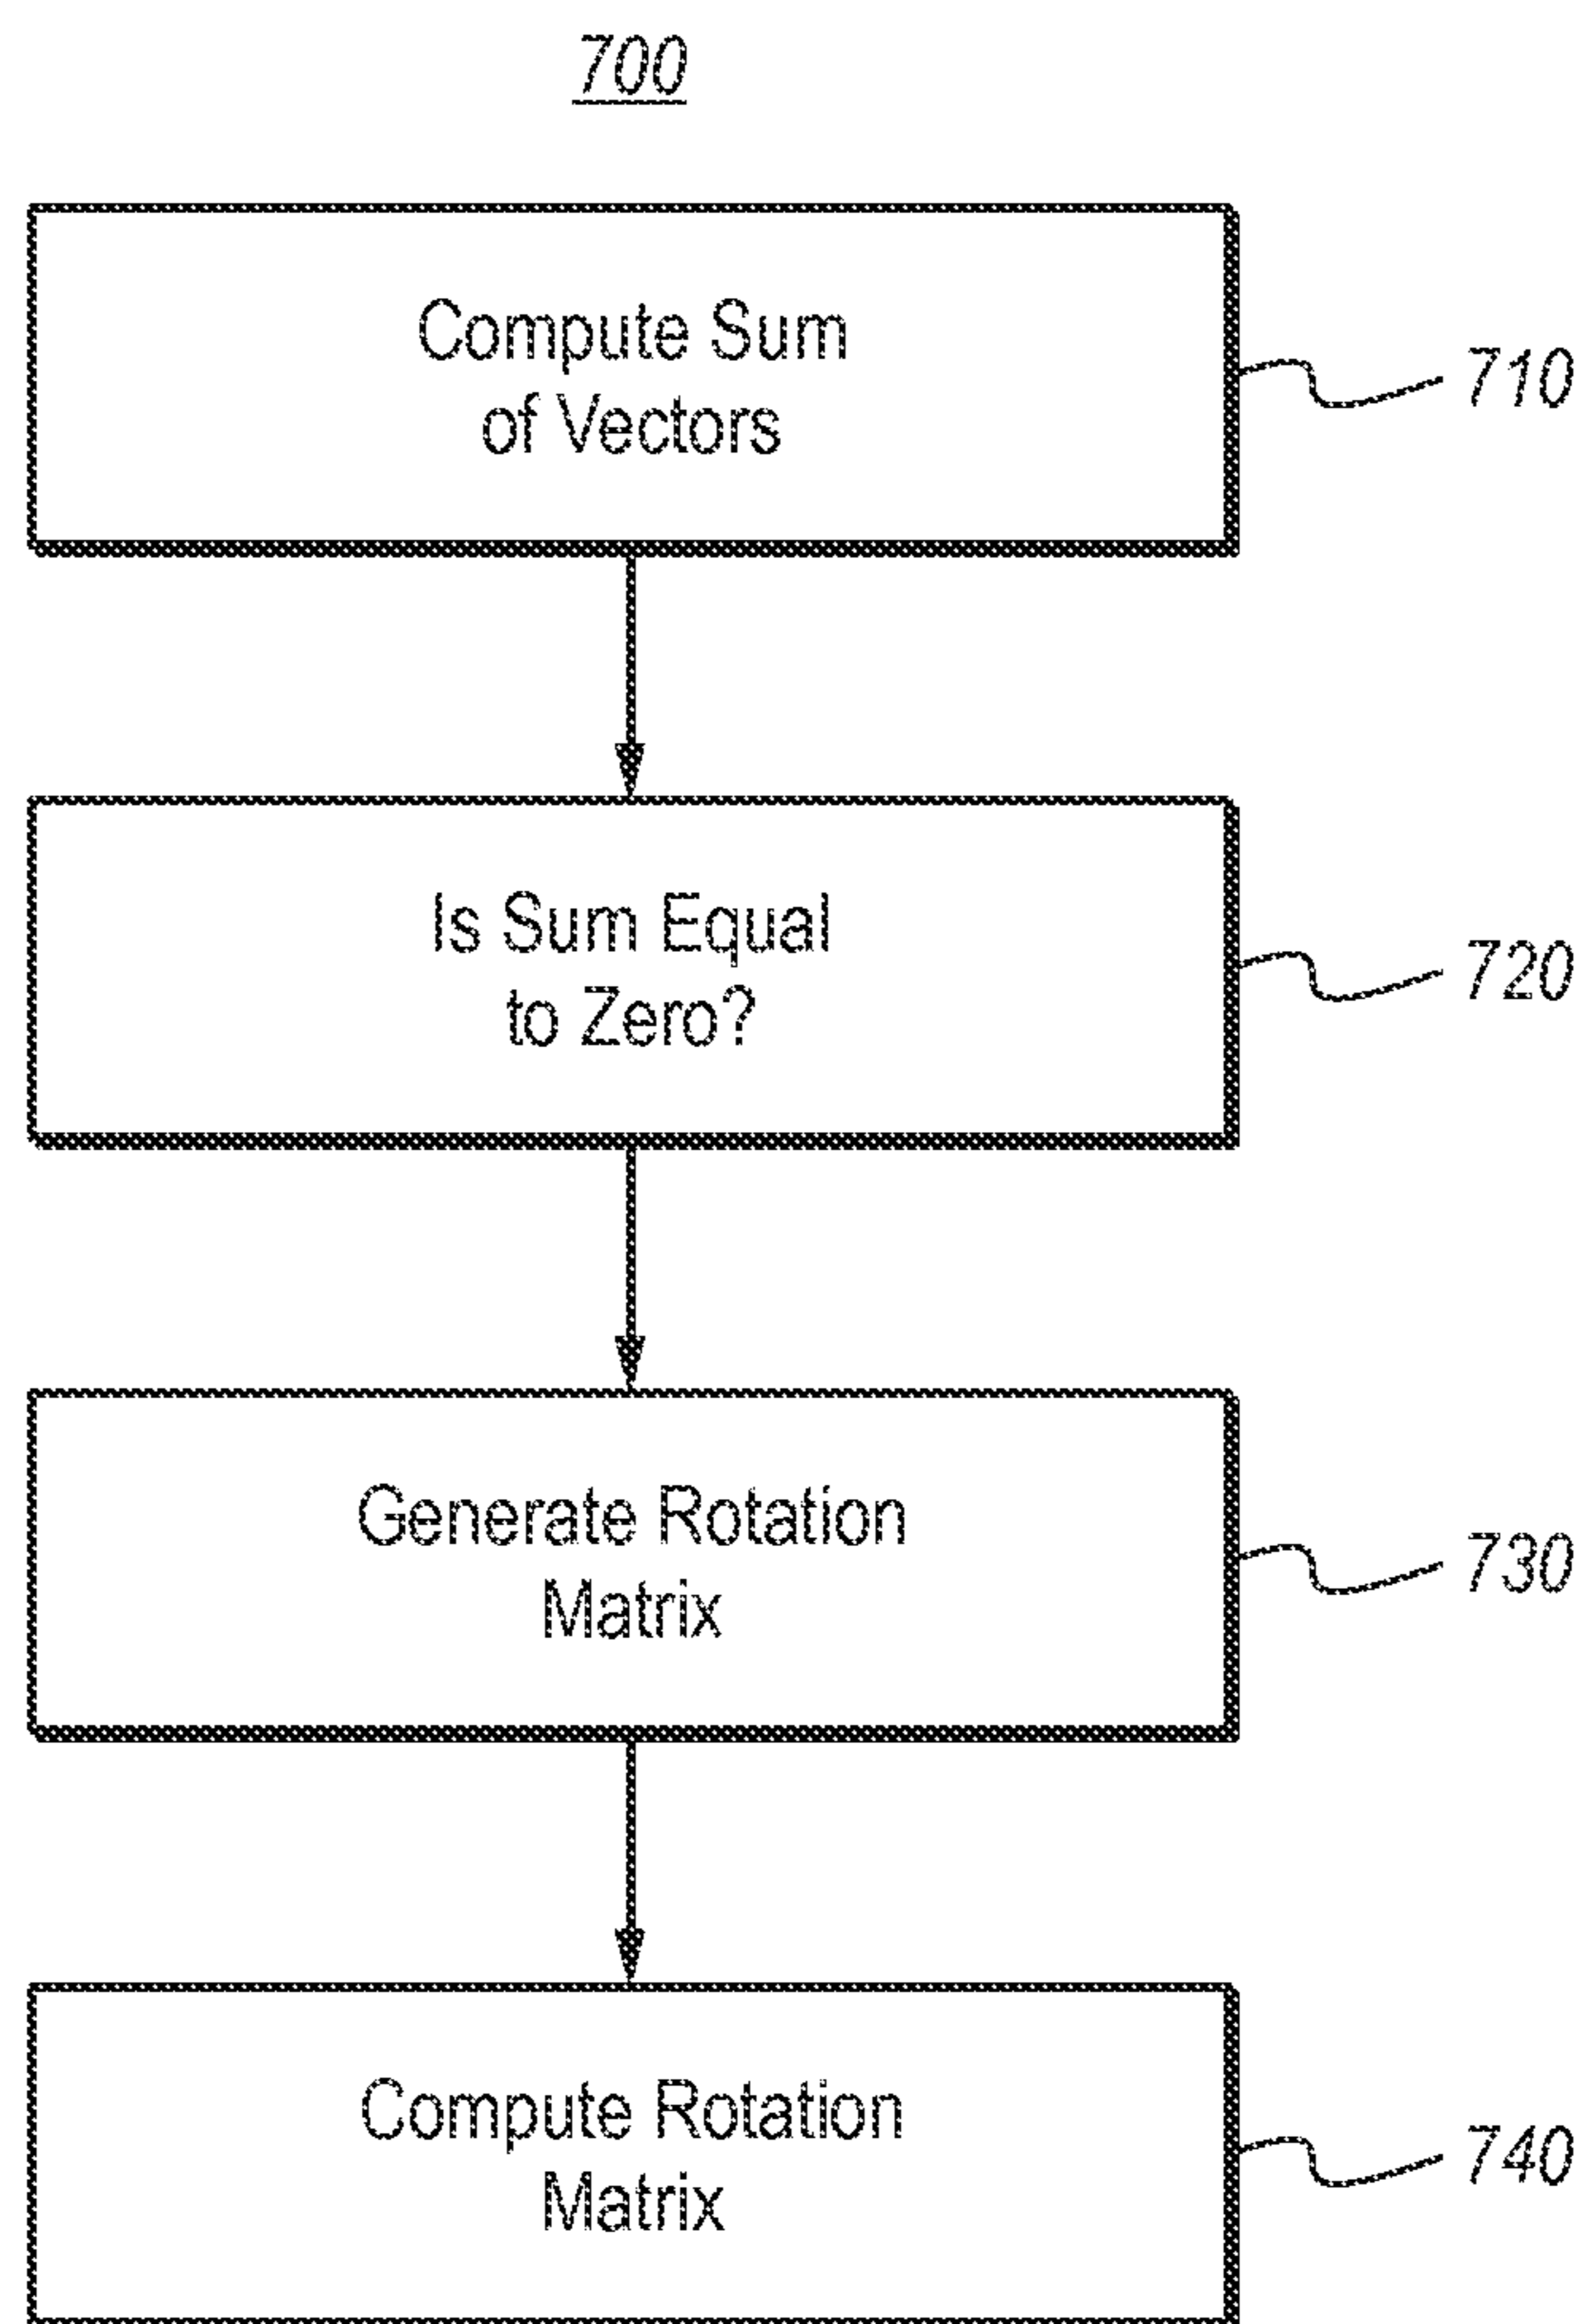 700
Compute Sum
of Vectors
710
Is Sum Equal
to Zero?
720
Generate Rotation
Matrix
730
Compute Rotation
Matrix
740